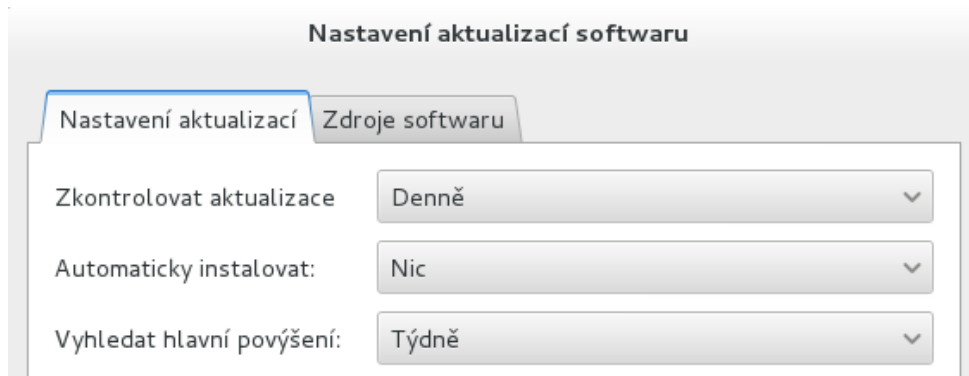 Nastavení aktualizací softwaru
Nastavení aktualizací Zdroje softwaru
Zkontrolovat aktualizace Denně
Automaticky instalovat: Nic
Vyhledat hlavní povýšení: Týdně